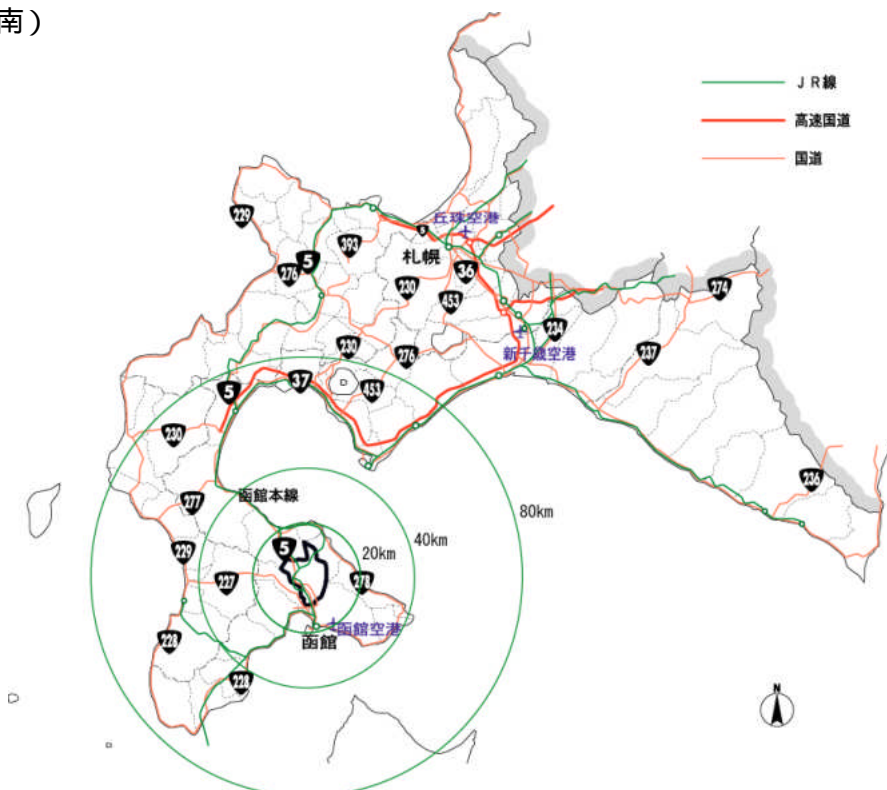 南）
ＪＲ線
高速国道
国道
229
5
丘珠空港
393
札幌
5
276
36
230
453
274
234
230
276
新千歳空港
237
37
453
5
230
236
277
函館本線
80km
40km
5
20km
229
227
278
函館空港
函館
228
228
N